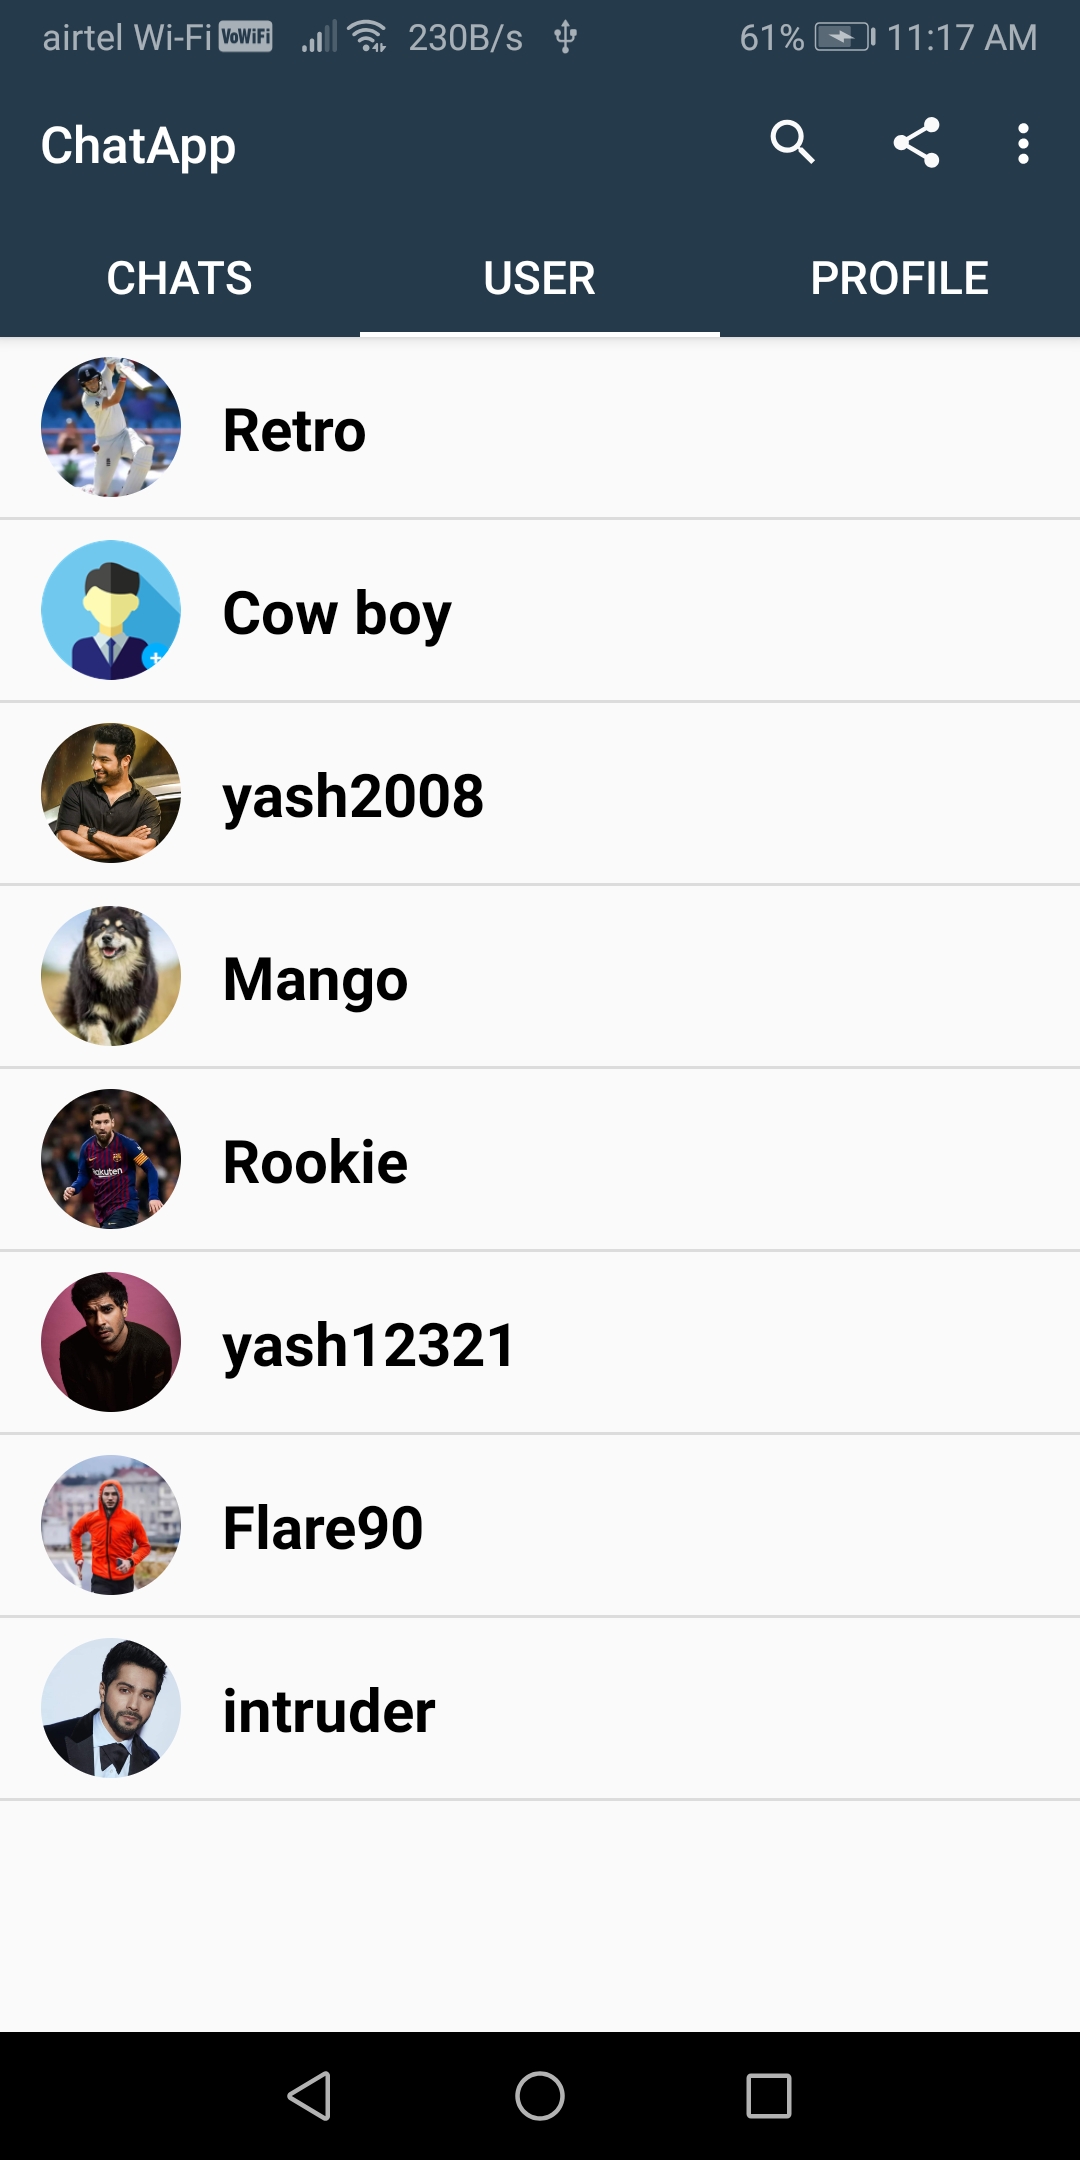 airtel Wi-Fi VoWiFi 230B/s 61% 11:17 AM
ChatApp
CHATS USER PROFILE
Retro
Cow boy
yash2008
Mango
Rakuten
Rookie
yash12321
Flare90
intruder